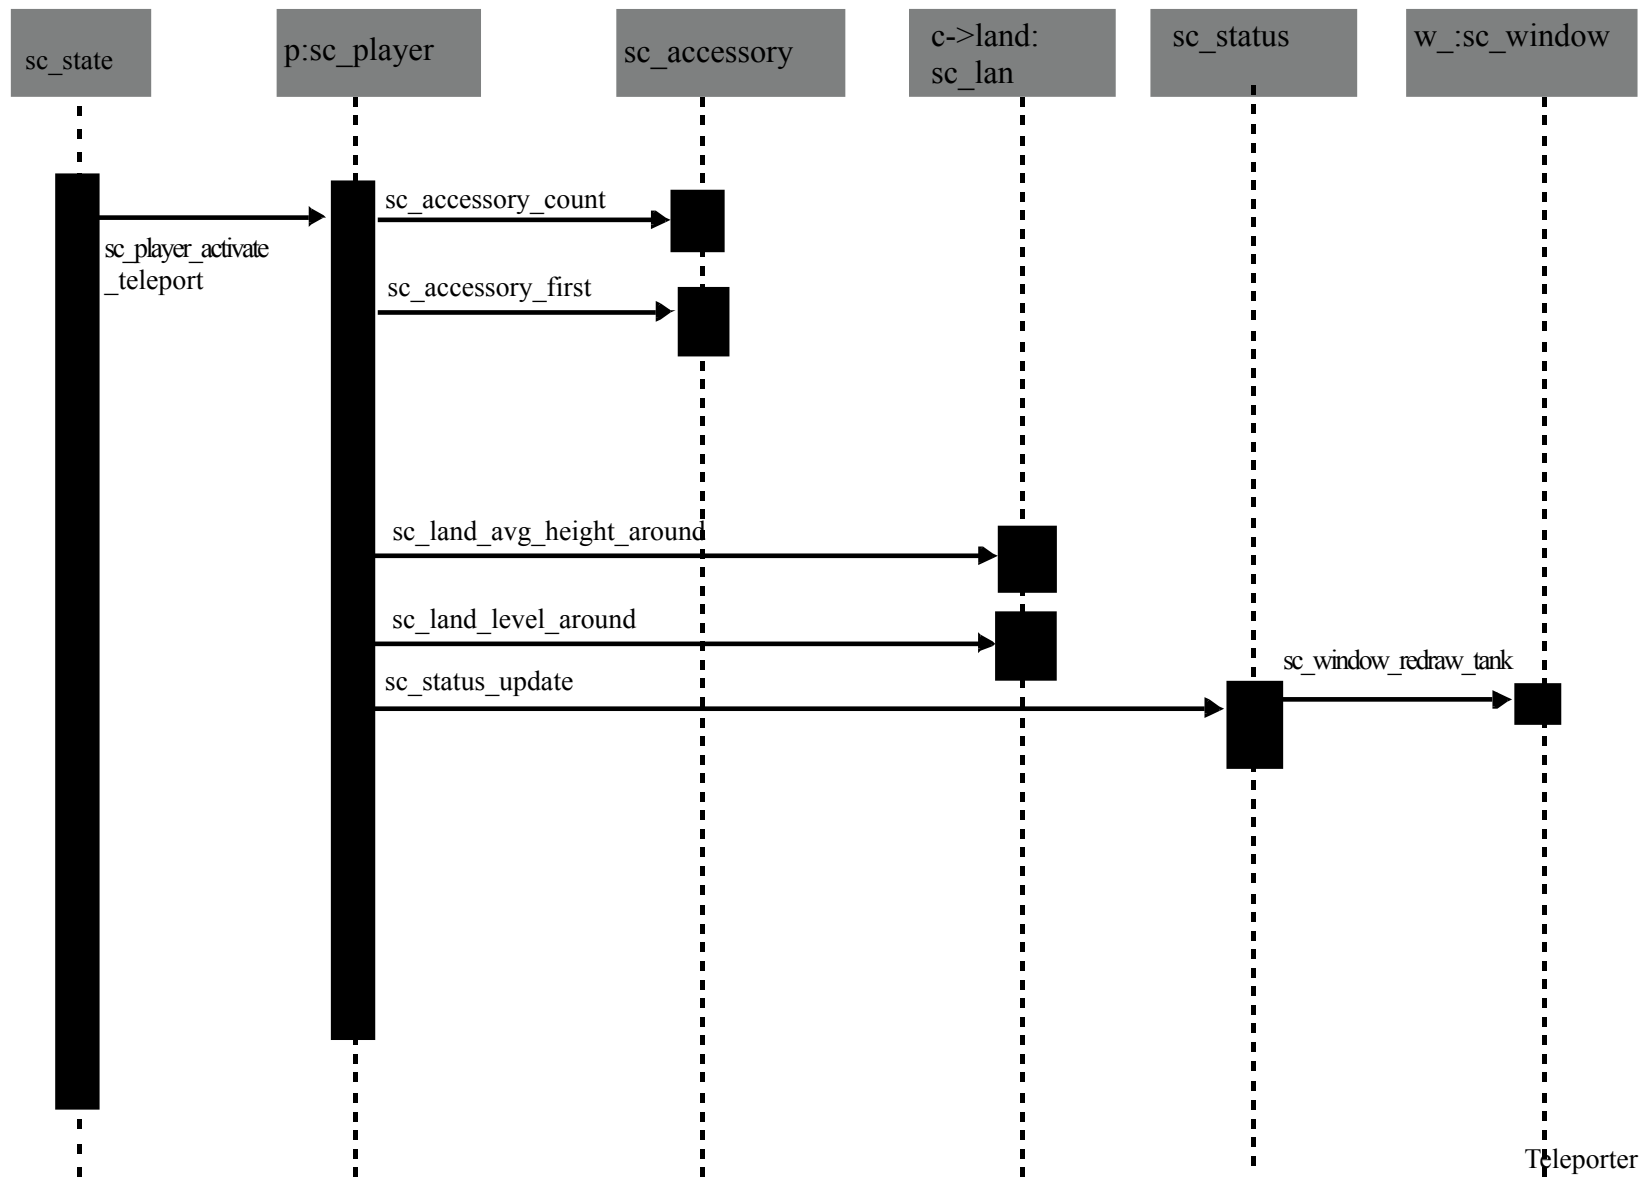 sc_state
p:sc_player
sc_accessory
c->land:
sc_lan
sc_status
w_:sc_window
sc_accessory_count
sc_player_activate
_teleport
sc_accessory_first
sc_land_avg_height_around
sc_land_level_around
sc_window_redraw_tank
sc_status_update
Teleporter